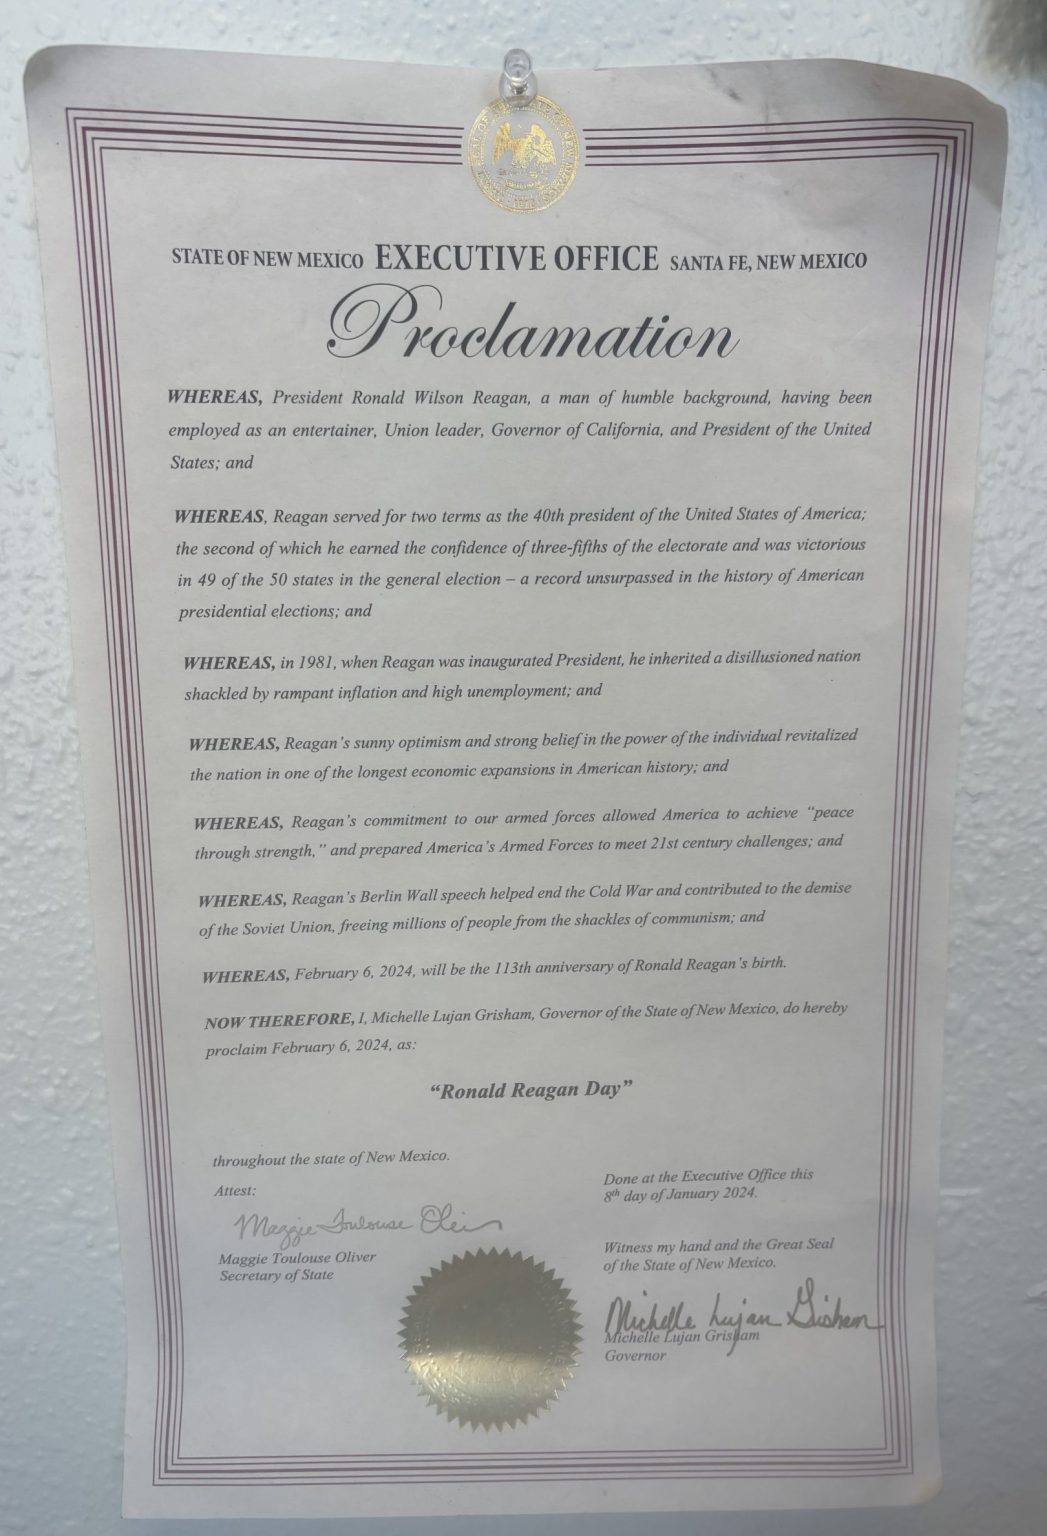 STATE OF NEW MEXICO EXECUTIVE OFFICE SANTA FE, NEW MEXICO
Proclamation
WHEREAS, President Ronald Wilson Reagan, a man of humble background, having been
employed as an entertainer, Union leader, Governor of California, and President of the United
States; and
WHEREAS, Reagan served for two terms as the 40th president of the United States of America;
the second of which he earned the confidence of three-fifths of the electorate and was victorious
in 49 of the 50 states in the general election – a record unsurpassed in the history of American
presidential elections; and
WHEREAS, in 1981, when Reagan was inaugurated President, he inherited a disillusioned nation
shackled by rampant inflation and high unemployment; and
WHEREAS, Reagan's sunny optimism and strong belief in the power of the individual revitalized
the nation in one of the longest economic expansions in American history; and
WHEREAS, Reagan's commitment to our armed forces allowed America to achieve "peace
through strength," and prepared America's Armed Forces to meet 21st century challenges; and
WHEREAS, Reagan's Berlin Wall speech helped end the Cold War and contributed to the demise
of the Soviet Union, freeing millions of people from the shackles of communism; and
WHEREAS, February 6, 2024, will be the 113th anniversary of Ronald Reagan's birth.
NOW THEREFORE, I, Michelle Lujan Grisham, Governor of the State of New Mexico, do hereby
proclaim February 6, 2024, as:
"Ronald Reagan Day"
throughout the state of New Mexico.
Attest:
Maggie Toulouse Oliver
Maggie Toulouse Oliver
Secretary of State
Done at the Executive Office this
8th day of January 2024.
Witness my hand and the Great Seal
of the State of New Mexico.
Michelle Lujan Grisham
Michelle Lujan Grisham
Governor